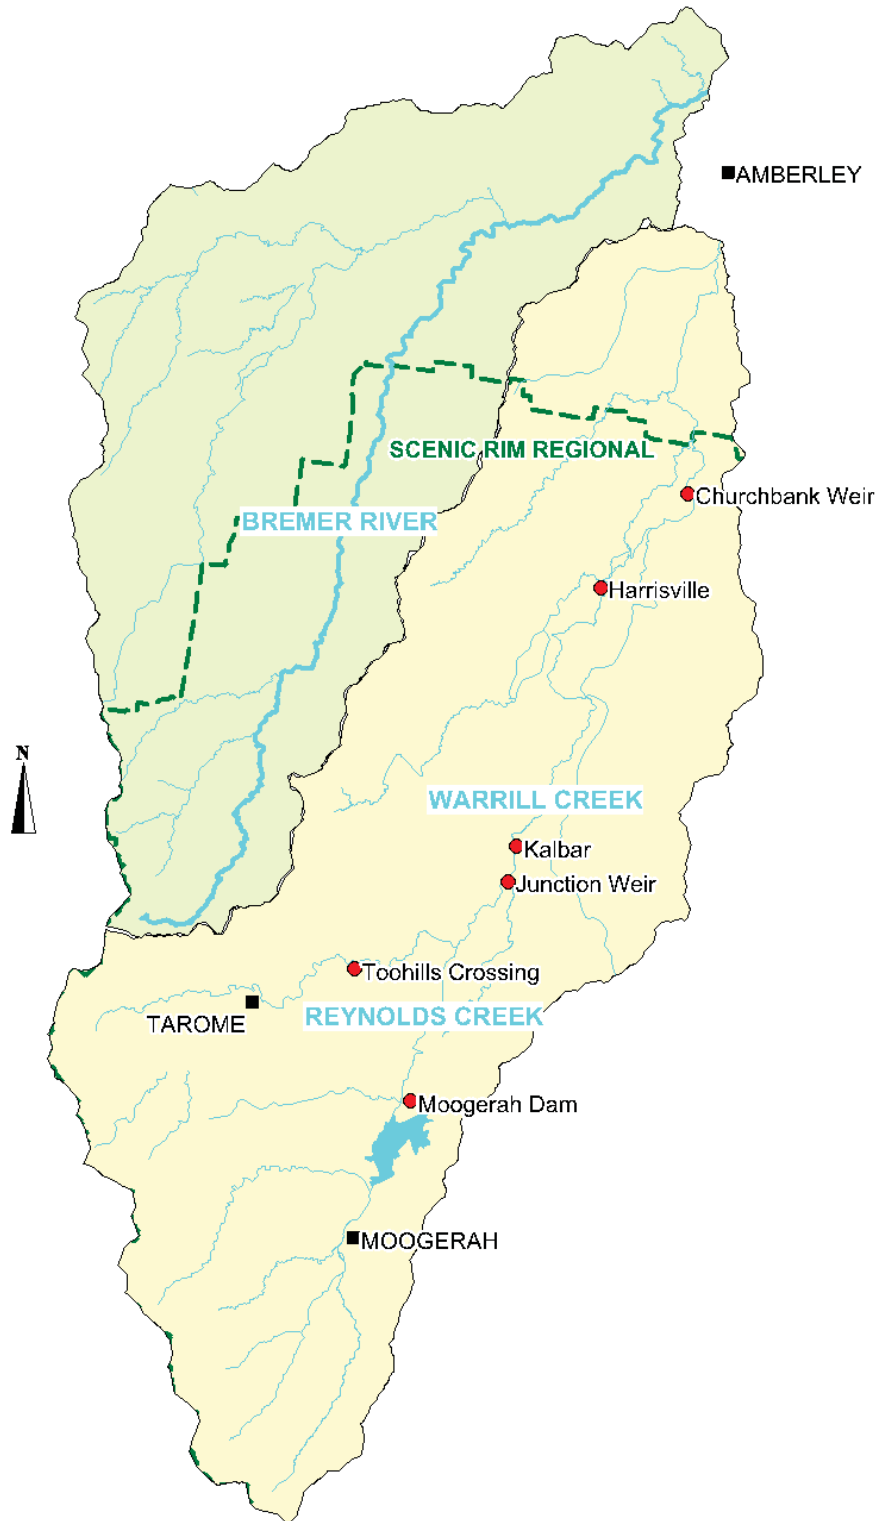 AMBERLEY
SCENIC RIM REGIONAL
Churchbank Weir
BREMER RIVER
Harrisville
N
WARRILL CREEK
Kalbar
Junction Weir
Toohills Crossing
REYNOLDS CREEK
TAROME
Moogerah Dam
MOOGERAH